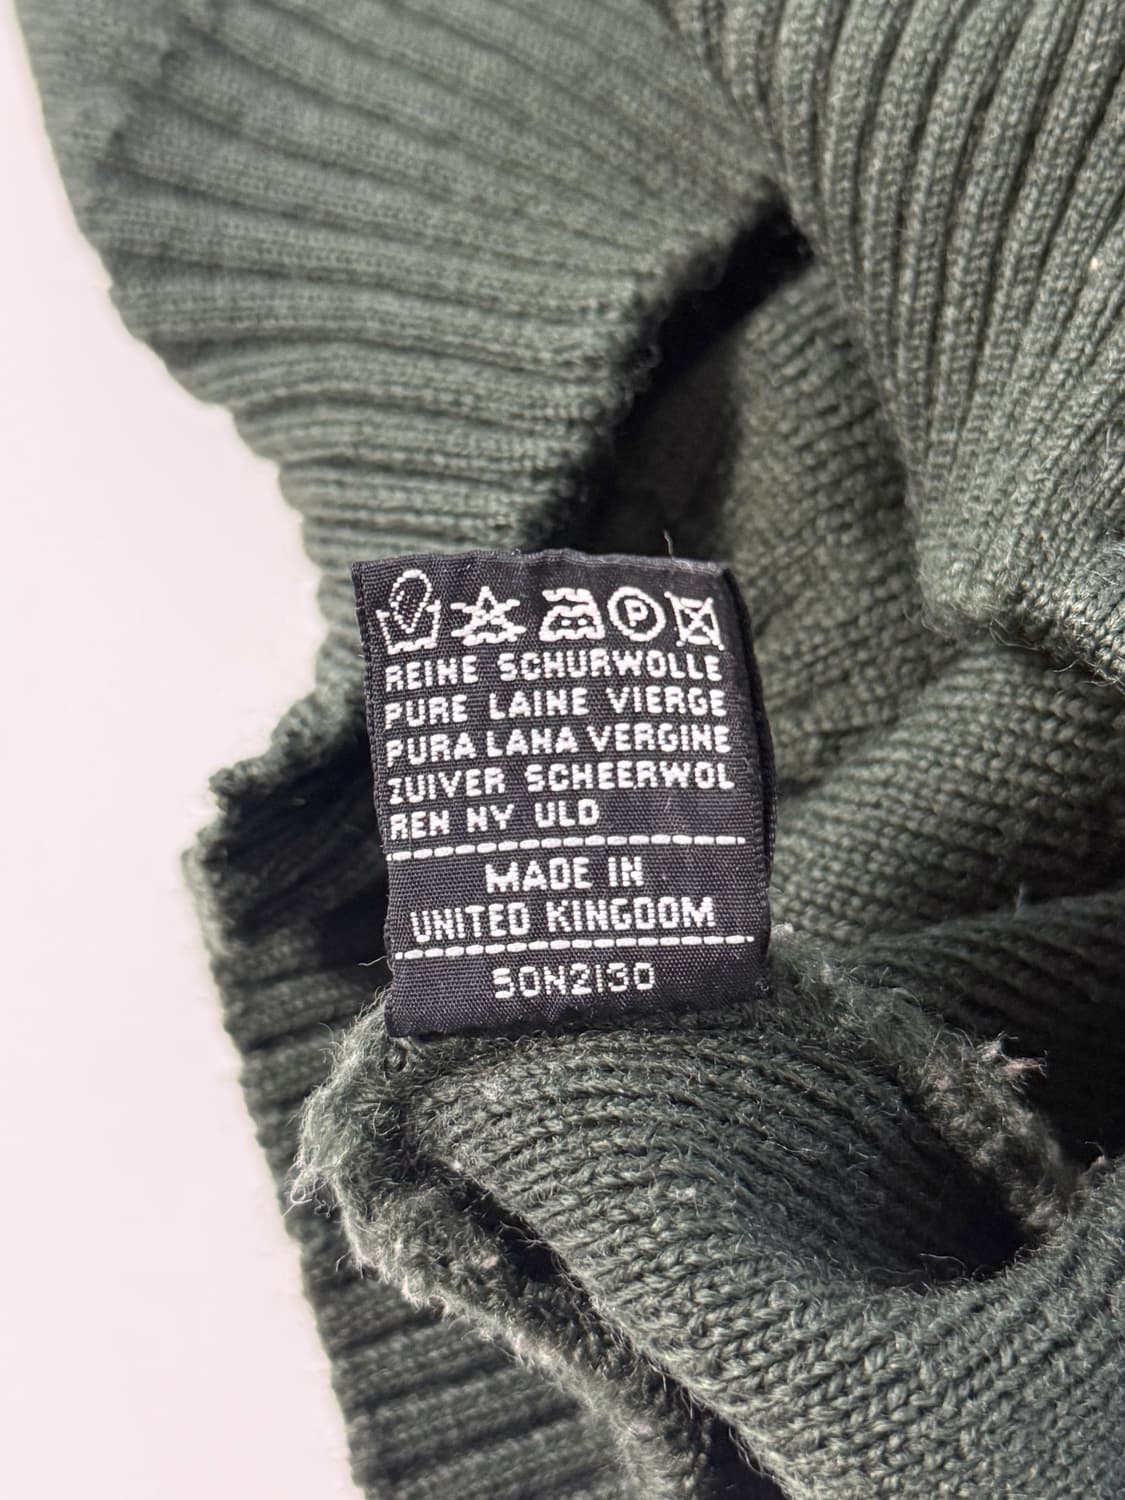 P
REINE SCHURWOLLE
PURE LAINE VIERGE
PURA LANA VERGINE
ZUIVER SCHEERWOL
REN NY ULD
MADE IN
UNITED KINGDOM
50N2130